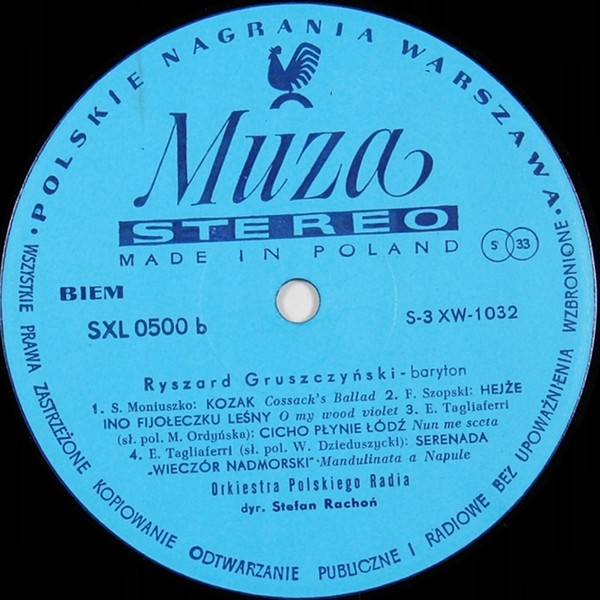 POLSKIE NAGRANIA WARSZAWA
Muza
STEREO
MADE IN POLAND
S 33
BIEM
SXL 0500 b
S-3 XW-1032
Ryszard Gruszczyński - baryton
1. S. Moniuszko: KOZAK Cossack's Ballad 2. F. Szopski: HEJŻE
INO FIJOŁECZKU LEŚNY O my wood violet 3. E. Tagliaferri
(sł. pol. M. Ordyńska): CICHO PŁYNIE ŁÓDŹ Nun me sceta
4. E. Tagliaferri (sł. pol. W. Dzieduszycki): SERENADA
„WIECZÓR NADMORSKI" Mandulinata a Napule
Orkiestra Polskiego Radia
dyr. Stefan Rachoń
WSZYSTKIE PRAWA ZASTRZEŻONE KOPIOWANIE ODTWARZANIE PUBLICZNE I RADIOWE BEZ UPOWAŻNIENIA WZBRONIONE